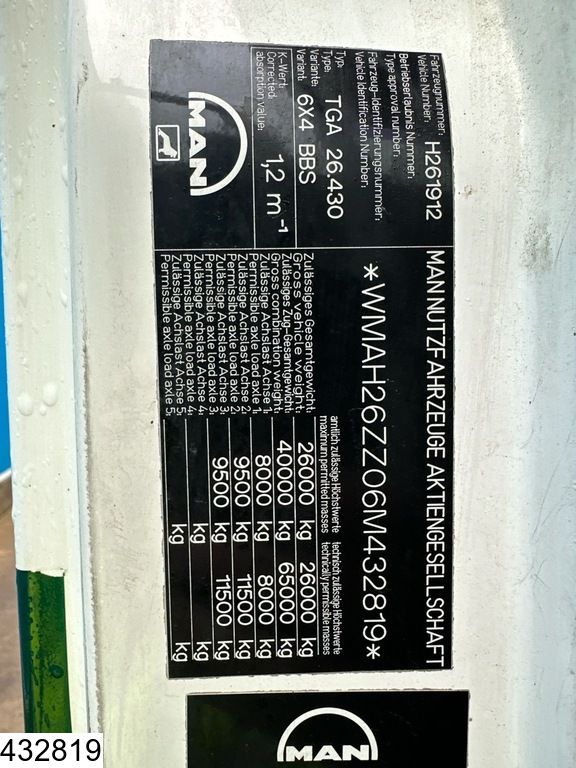 Fahrzeugnummer:
Vehicle Number: H261912
MAN NUTZFAHRZEUGE AKTIENGESELLSCHAFT
Betriebserlaubnis Nummer:
Type approval number:
Fahrzeug-Identifizierungsnummer:
Vehicle Identification Number: *WMAH26ZZ06M432819*
Typ:
Type: TGA 26.430
Variante:
Variant: 6X4 BBS
K-Wert:
Corrected
absorption value: 1,2 m⁻¹
MAN
amtlich zulässige Höchstwerte
maximum permitted masses
technisch zulässige Höchstwerte
technically permissible masses
Zulässiges Gesamtgewicht:
Gross vehicle weight: 26000 kg 26000 kg
Zulässiges Zug-Gesamtgewicht:
Gross combination weight: 40000 kg 65000 kg
Zulässige Achslast Achse 1:
Permissible axle load axle 1: 8000 kg 8000 kg
Zulässige Achslast Achse 2:
Permissible axle load axle 2: 9500 kg 11500 kg
Zulässige Achslast Achse 3:
Permissible axle load axle 3: 9500 kg 11500 kg
Zulässige Achslast Achse 4:
Permissible axle load axle 4: kg kg
Zulässige Achslast Achse 5:
Permissible axle load axle 5: kg kg
MAN
432819